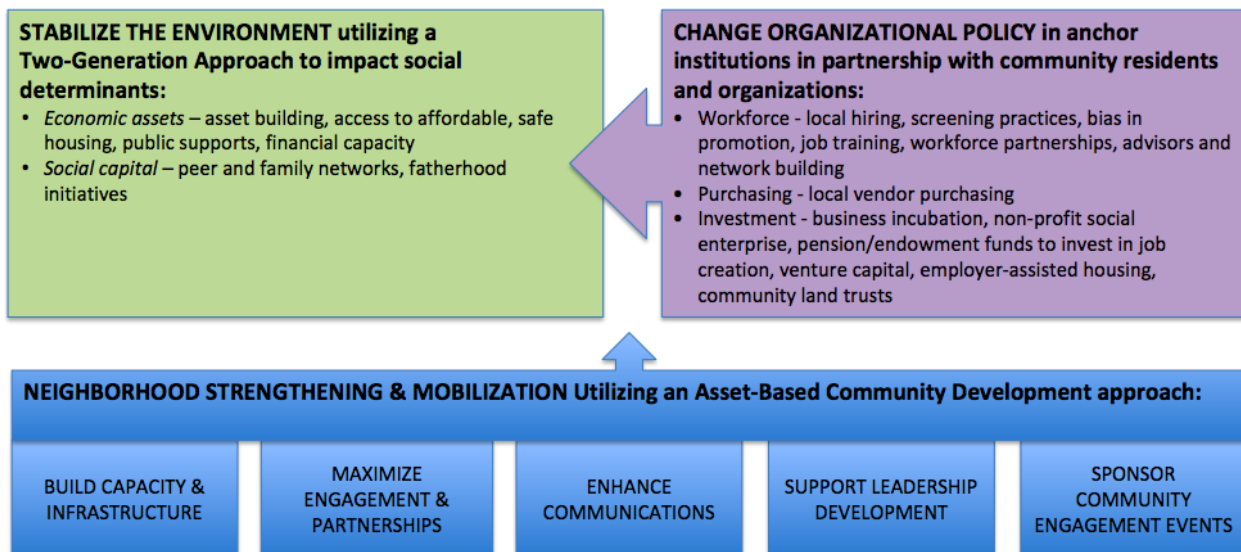 STABILIZE THE ENVIRONMENT utilizing a
Two-Generation Approach to impact social
determinants:
• Economic assets – asset building, access to affordable, safe
housing, public supports, financial capacity
• Social capital – peer and family networks, fatherhood
initiatives
CHANGE ORGANIZATIONAL POLICY in anchor
institutions in partnership with community residents
and organizations:
• Workforce - local hiring, screening practices, bias in
promotion, job training, workforce partnerships, advisors and
network building
• Purchasing - local vendor purchasing
• Investment - business incubation, non-profit social
enterprise, pension/endowment funds to invest in job
creation, venture capital, employer-assisted housing,
community land trusts
NEIGHBORHOOD STRENGTHENING & MOBILIZATION Utilizing an Asset-Based Community Development approach:
BUILD CAPACITY &
INFRASTRUCTURE
MAXIMIZE
ENGAGEMENT &
PARTNERSHIPS
ENHANCE
COMMUNICATIONS
SUPPORT LEADERSHIP
DEVELOPMENT
SPONSOR
COMMUNITY
ENGAGEMENT EVENTS